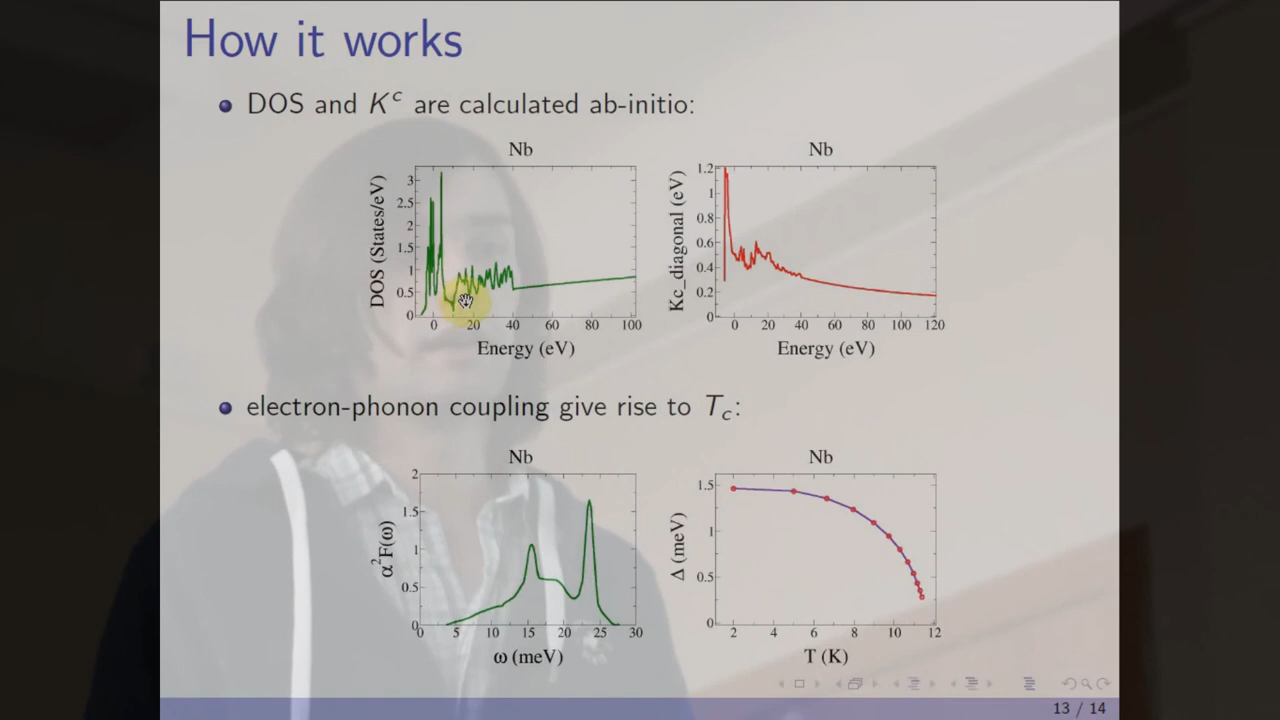 How it works
DOS and Kᶜ are calculated ab-initio:
Nb
DOS (States/eV)
3
2.5
2
1.5
1
0.5
0
0 20 40 60 80 100
Energy (eV)
Nb
Kc_diagonal (eV)
1.2
1
0.8
0.6
0.4
0.2
0
0 20 40 60 80 100 120
Energy (eV)
electron-phonon coupling give rise to T꜀:
Nb
α²F(ω)
2
1.5
1
0.5
0
0 5 10 15 20 25 30
ω (meV)
Nb
Δ (meV)
1.5
1
0.5
0
2 4 6 8 10 12
T (K)
13 / 14